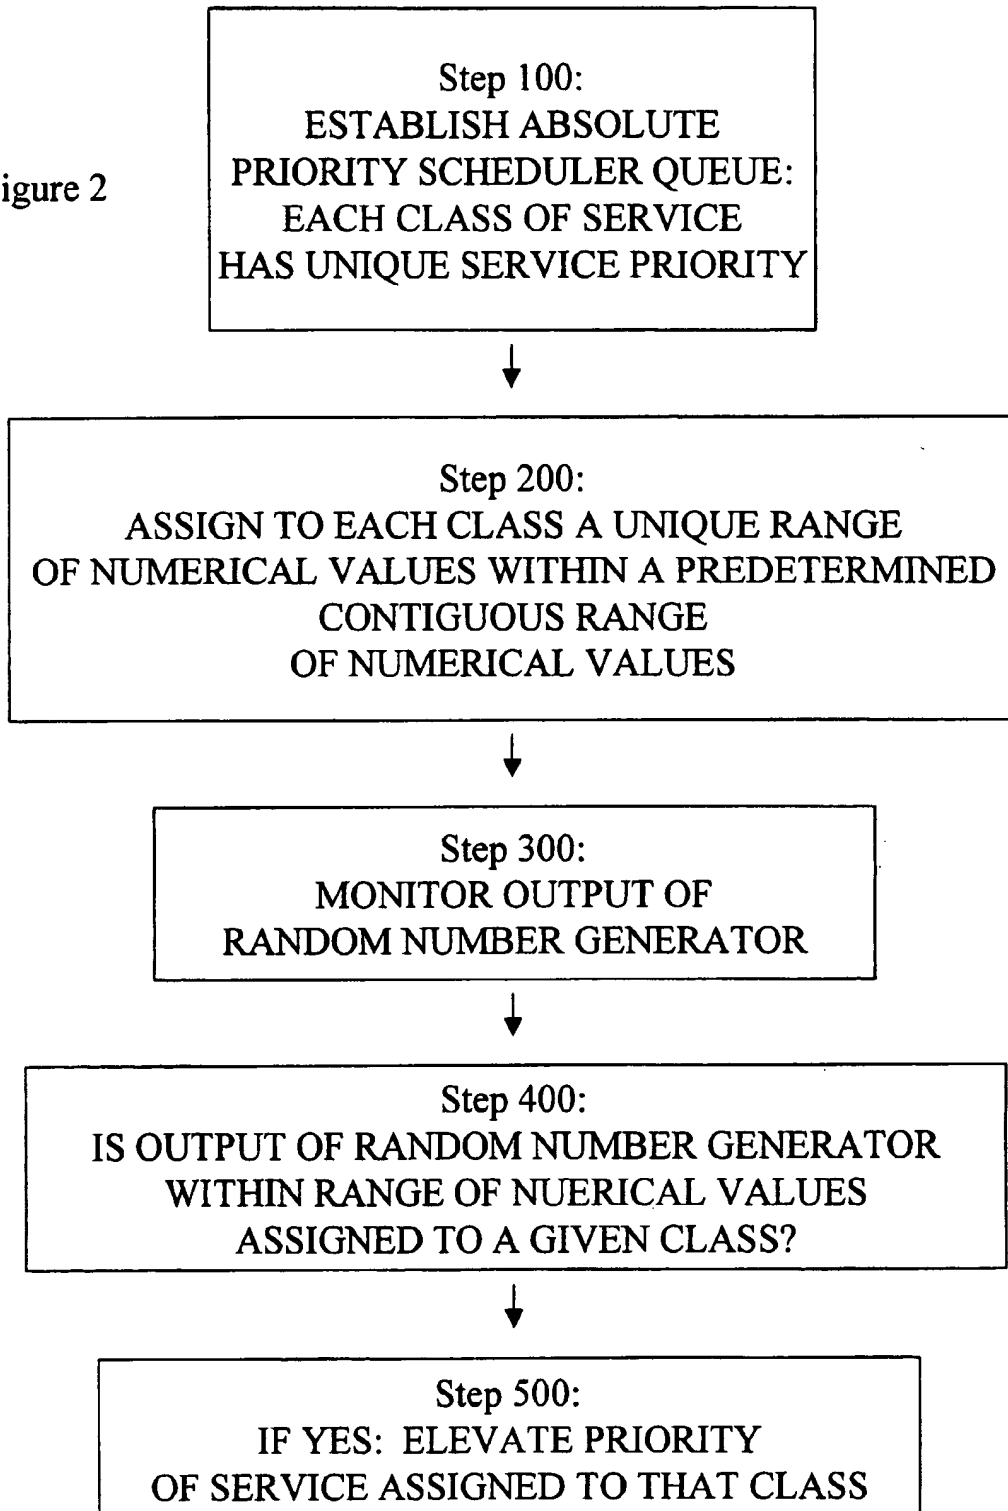 Step 100:
ESTABLISH ABSOLUTE
PRIORITY SCHEDULER QUEUE:
EACH CLASS OF SERVICE
HAS UNIQUE SERVICE PRIORITY
igure 2
Step 200:
ASSIGN TO EACH CLASS A UNIQUE RANGE
OF NUMERICAL VALUES WITHIN A PREDETERMINED
CONTIGUOUS RANGE
OF NUMERICAL VALUES
Step 300:
MONITOR OUTPUT OF
RANDOM NUMBER GENERATOR
Step 400:
IS OUTPUT OF RANDOM NUMBER GENERATOR
WITHIN RANGE OF NUERICAL VALUES
ASSIGNED TO A GIVEN CLASS?
Step 500:
IF YES: ELEVATE PRIORITY
OF SERVICE ASSIGNED TO THAT CLASS